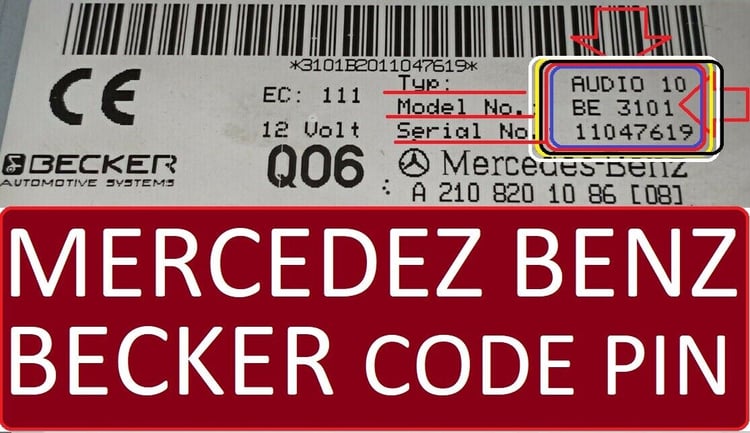 *3101B2011047619*
Typ: AUDIO 10
EC: 111 Model No.: BE 3101
12 Volt Serial No.: 11047619
BECKER
AUTOMOTIVE SYSTEMS
Q06
Mercedes-Benz
: A 210 820 10 86 [08]
MERCEDEZ BENZ
BECKER CODE PIN